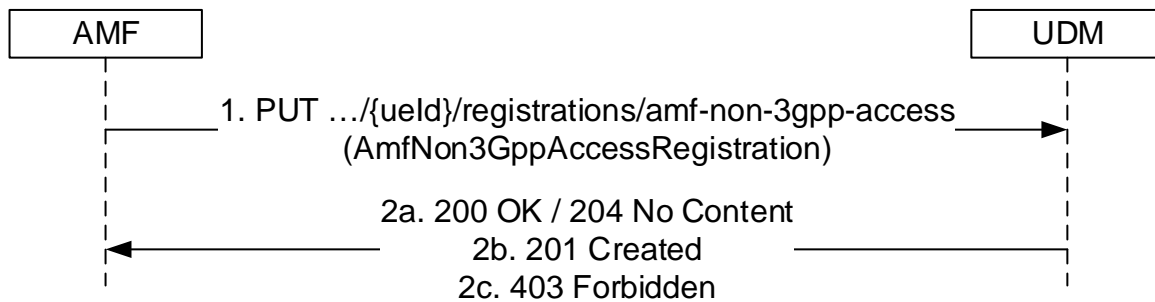 AMF
UDM
1. PUT …/{ueId}/registrations/amf-non-3gpp-access
(AmfNon3GppAccessRegistration)
2a. 200 OK / 204 No Content
2b. 201 Created
2c. 403 Forbidden